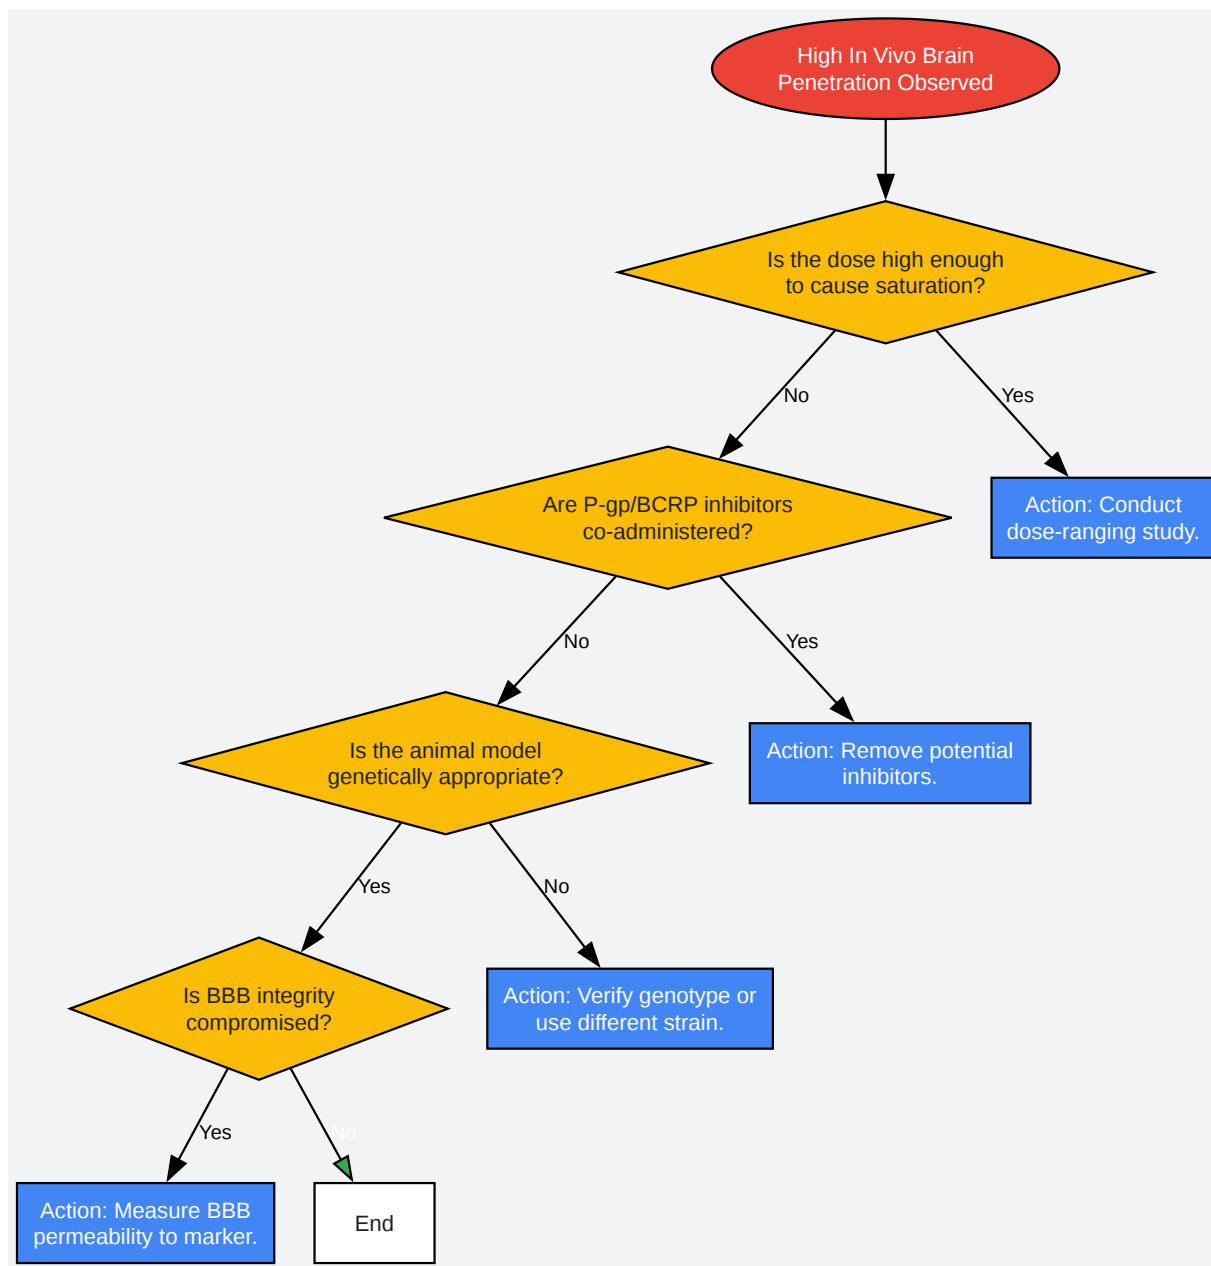 High In Vivo Brain
Penetration Observed
Is the dose high enough
to cause saturation?
No
Yes
Are P-gp/BCRP inhibitors
co-administered?
Action: Conduct
dose-ranging study.
No
Yes
Is the animal model
genetically appropriate?
Action: Remove potential
inhibitors.
Yes
No
Is BBB integrity
compromised?
Action: Verify genotype or
use different strain.
Yes
No
Action: Measure BBB
permeability to marker.
End